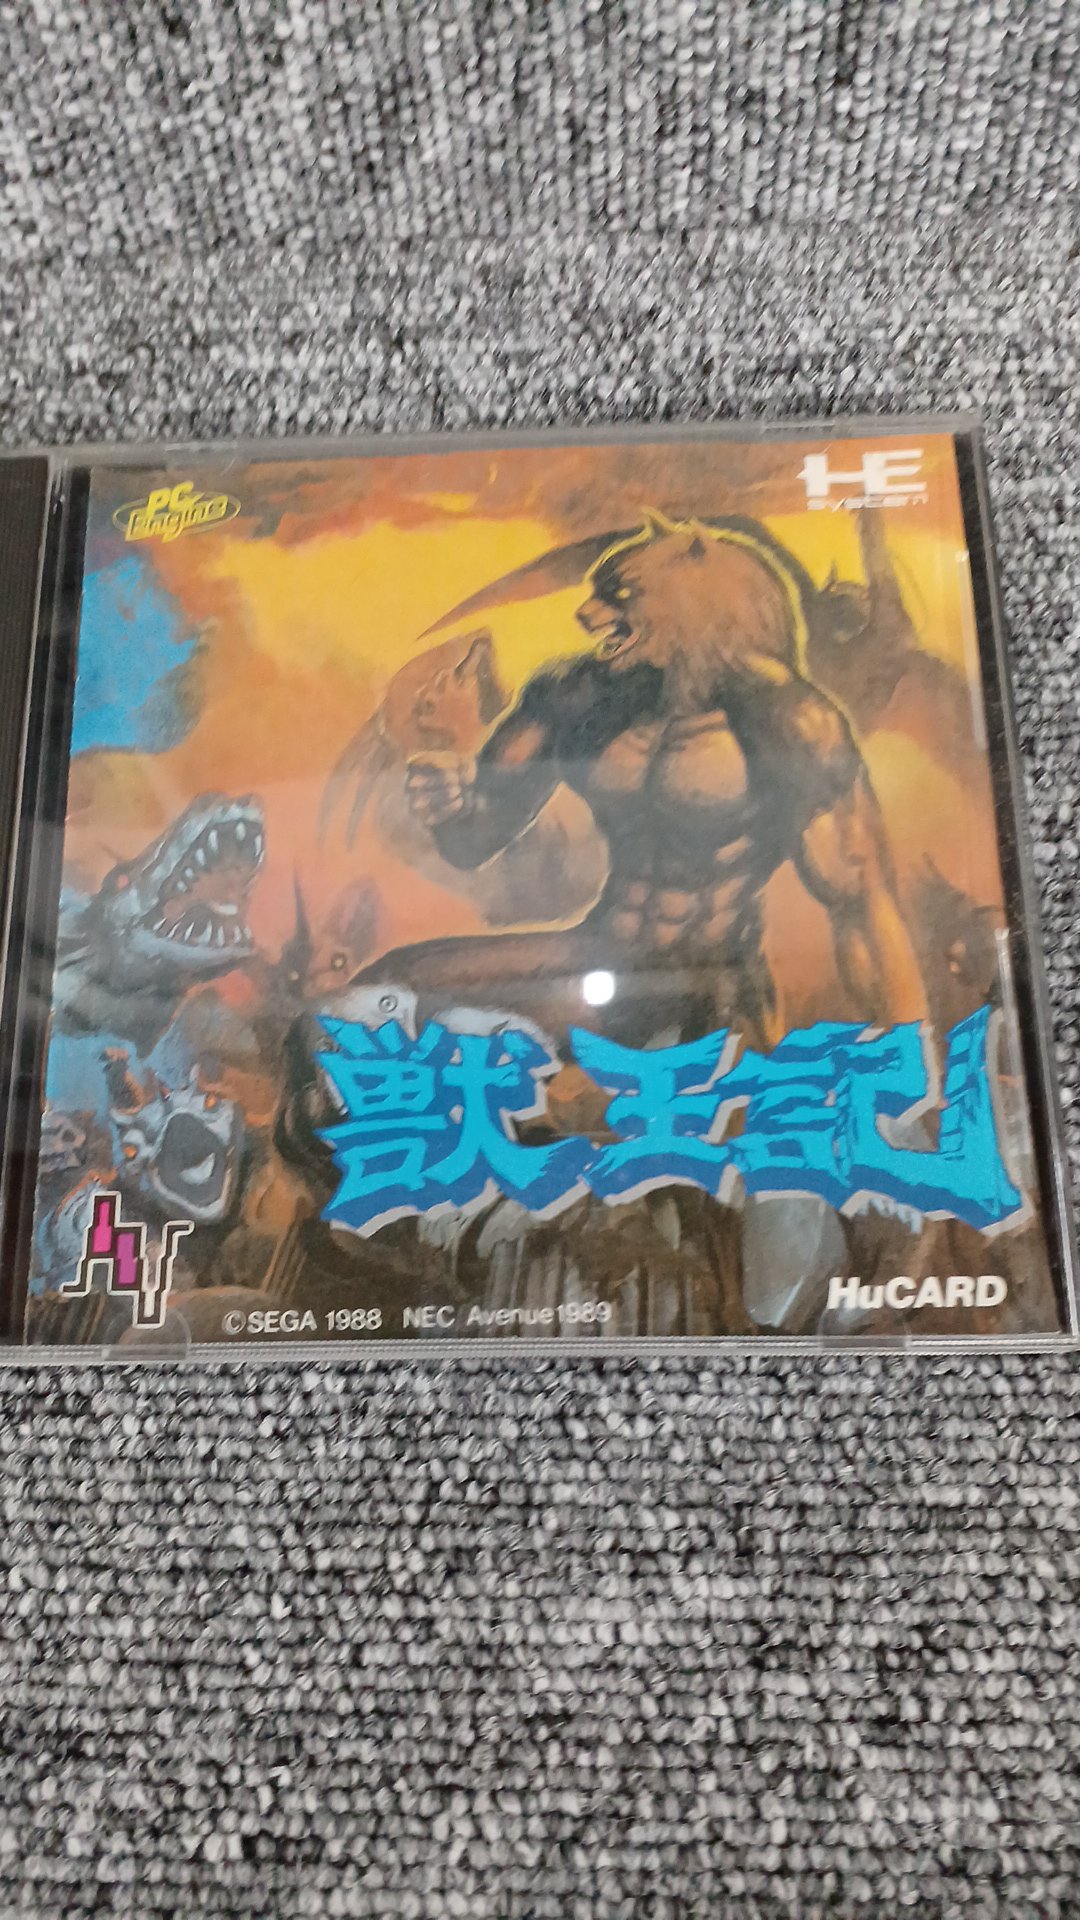 PC
Engine
HE
system
獣王記
HuCARD
©SEGA 1988 NEC Avenue 1989